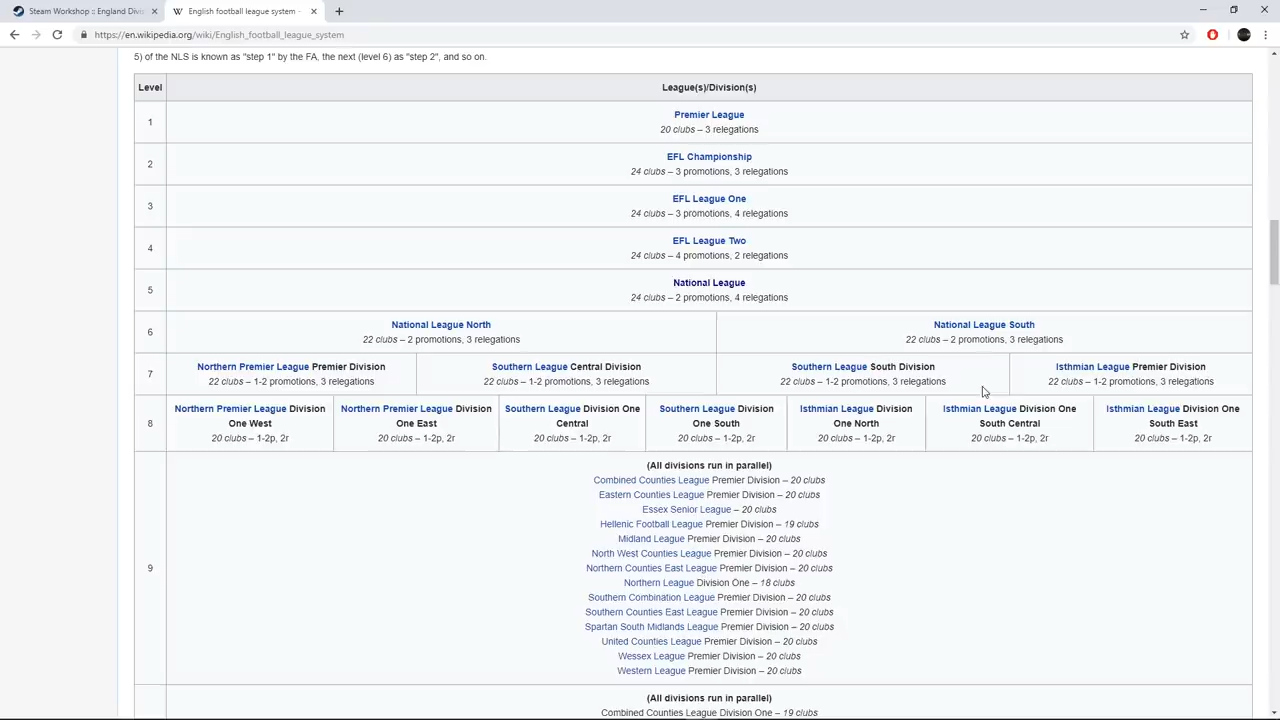 Steam Workshop :: England Divi
English football league system -
https://en.wikipedia.org/wiki/English_football_league_system
5) of the NLS is known as "step 1" by the FA, the next (level 6) as "step 2", and so on.
Level
League(s)/Division(s)
1
Premier League
20 clubs – 3 relegations
2
EFL Championship
24 clubs – 3 promotions, 3 relegations
3
EFL League One
24 clubs – 3 promotions, 4 relegations
4
EFL League Two
24 clubs – 4 promotions, 2 relegations
5
National League
24 clubs – 2 promotions, 4 relegations
6
National League North
22 clubs – 2 promotions, 3 relegations
National League South
22 clubs – 2 promotions, 3 relegations
7
Northern Premier League Premier Division
22 clubs – 1-2 promotions, 3 relegations
Southern League Central Division
22 clubs – 1-2 promotions, 3 relegations
Southern League South Division
22 clubs – 1-2 promotions, 3 relegations
Isthmian League Premier Division
22 clubs – 1-2 promotions, 3 relegations
8
Northern Premier League Division
One West
20 clubs – 1-2p, 2r
Northern Premier League Division
One East
20 clubs – 1-2p, 2r
Southern League Division One
Central
20 clubs – 1-2p, 2r
Southern League Division
One South
20 clubs – 1-2p, 2r
Isthmian League Division
One North
20 clubs – 1-2p, 2r
Isthmian League Division One
South Central
20 clubs – 1-2p, 2r
Isthmian League Division One
South East
20 clubs – 1-2p, 2r
9
(All divisions run in parallel)
Combined Counties League Premier Division – 20 clubs
Eastern Counties League Premier Division – 20 clubs
Essex Senior League – 20 clubs
Hellenic Football League Premier Division – 19 clubs
Midland League Premier Division – 20 clubs
North West Counties League Premier Division – 20 clubs
Northern Counties East League Premier Division – 20 clubs
Northern League Division One – 18 clubs
Southern Combination League Premier Division – 20 clubs
Southern Counties East League Premier Division – 20 clubs
Spartan South Midlands League Premier Division – 20 clubs
United Counties League Premier Division – 20 clubs
Wessex League Premier Division – 20 clubs
Western League Premier Division – 20 clubs
(All divisions run in parallel)
Combined Counties League Division One – 19 clubs